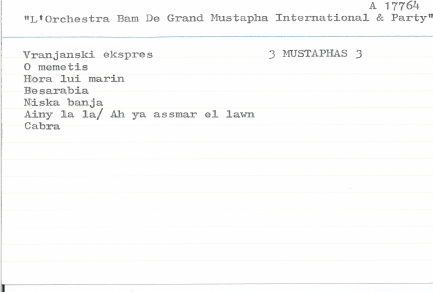 A 17764
"L'Orchestra Bam De Grand Mustapha International & Party"
Vranjanski ekspres 3 MUSTAPHAS 3
O memetis
Hora lui marin
Besarabia
Niska banja
Ainy la la/ Ah ya assmar el lawn
Cabra